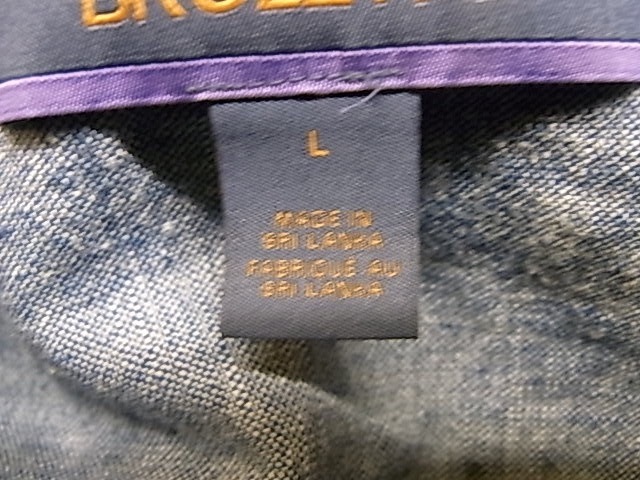 L
MADE IN
SRI LANKA
FABRIQUÉ AU
SRI LANKA